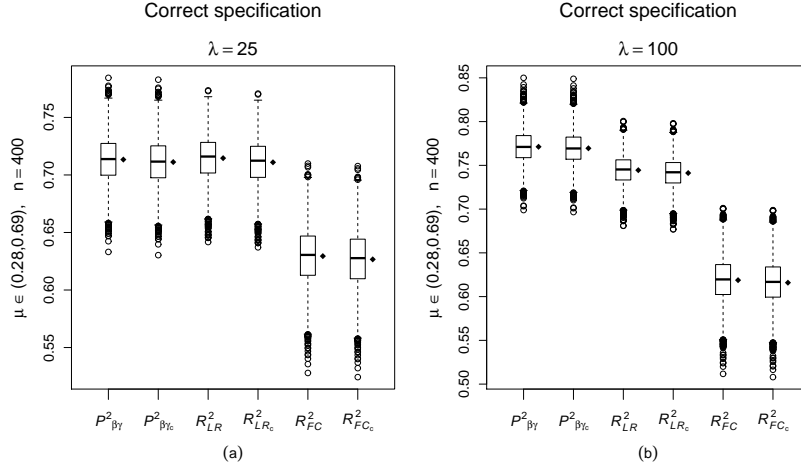 Correct specification
λ = 25
μ ∈ (0.28,0.69), n = 400
0.75
0.70
0.65
0.60
0.55
P²βγ P²βγc R²LR R²LRc R²FC R²FCc
(a)
Correct specification
λ = 100
μ ∈ (0.28,0.69), n = 400
0.85
0.80
0.75
0.70
0.65
0.60
0.55
0.50
P²βγ P²βγc R²LR R²LRc R²FC R²FCc
(b)